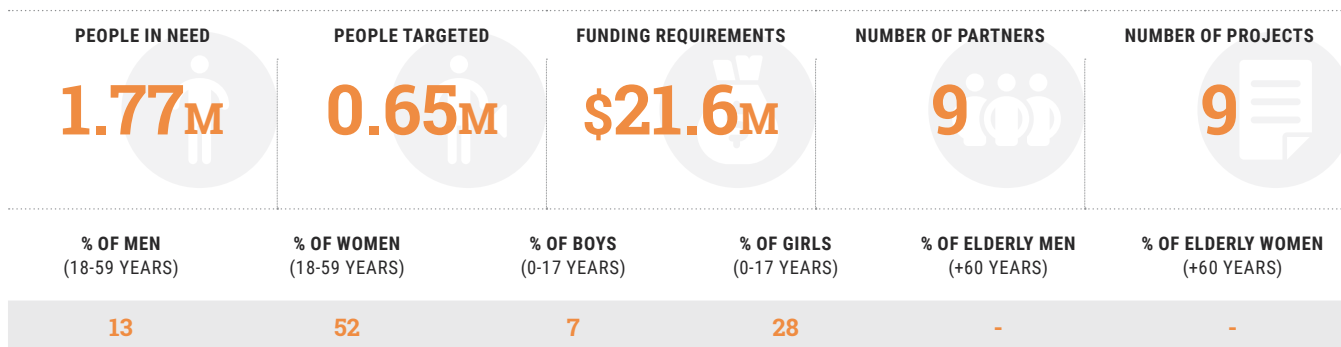 PEOPLE IN NEED PEOPLE TARGETED FUNDING REQUIREMENTS NUMBER OF PARTNERS NUMBER OF PROJECTS
1.77M 0.65M $21.6M 9 9
% OF MEN % OF WOMEN % OF BOYS % OF GIRLS % OF ELDERLY MEN % OF ELDERLY WOMEN
(18-59 YEARS) (18-59 YEARS) (0-17 YEARS) (0-17 YEARS) (+60 YEARS) (+60 YEARS)
13 52 7 28 - -